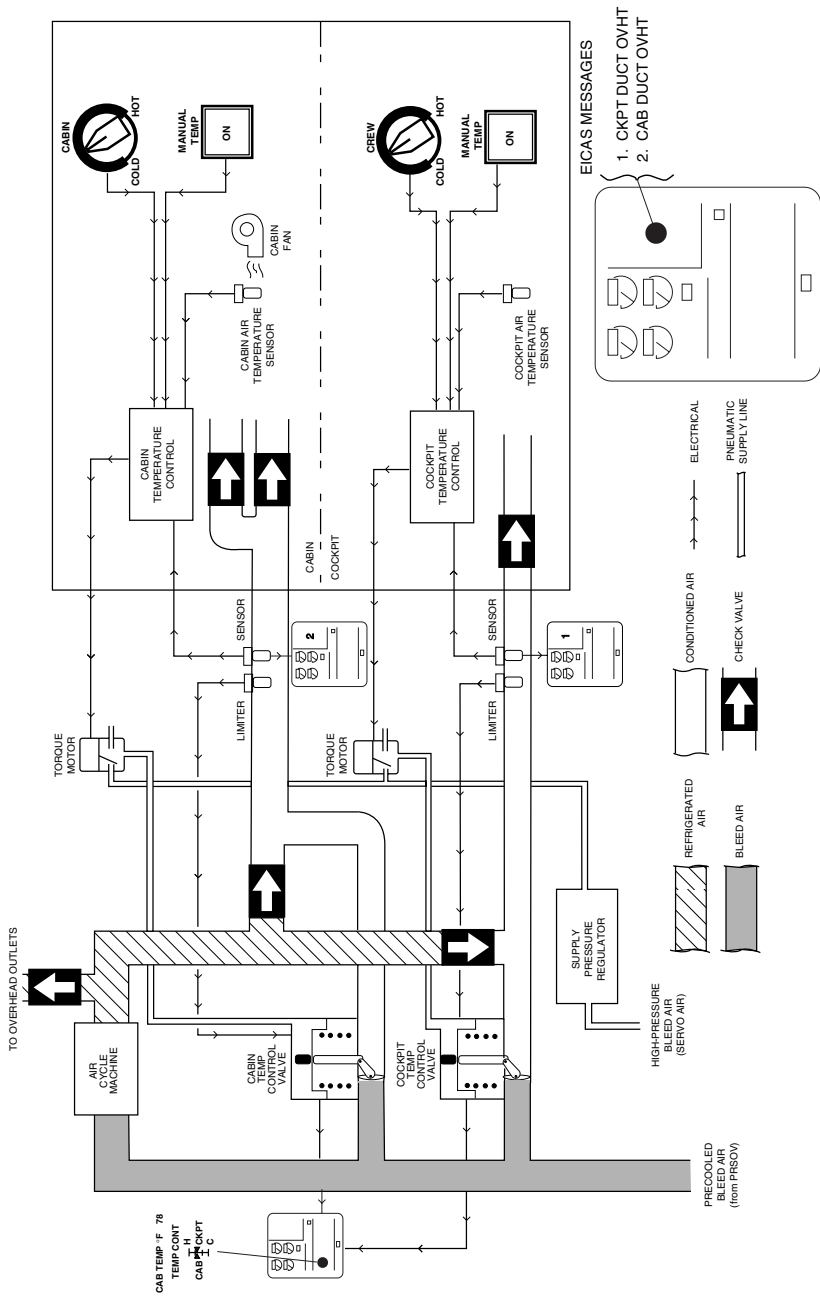 TO OVERHEAD OUTLETS
CAB TEMP °F 78
TEMP CONT
H
CAB CKPT
C
AIR
CYCLE
MACHINE
PRECOOLED
BLEED AIR
(from PRSOV)
CABIN
TEMP
CONTROL
VALVE
COCKPIT
TEMP
CONTROL
VALVE
HIGH-PRESSURE
BLEED AIR
(SERVO AIR)
SUPPLY
PRESSURE
REGULATOR
TORQUE
MOTOR
TORQUE
MOTOR
LIMITER
SENSOR
2
LIMITER
SENSOR
1
CABIN
COCKPIT
CABIN
TEMPERATURE
CONTROL
COCKPIT
TEMPERATURE
CONTROL
CABIN AIR
TEMPERATURE
SENSOR
CABIN
FAN
COCKPIT AIR
TEMPERATURE
SENSOR
CABIN
COLD
HOT
MANUAL
TEMP
ON
CREW
COLD
HOT
MANUAL
TEMP
ON
EICAS MESSAGES
1. CKPT DUCT OVHT
2. CAB DUCT OVHT
REFRIGERATED
AIR
CONDITIONED AIR
ELECTRICAL
BLEED AIR
CHECK VALVE
PNEUMATIC
SUPPLY LINE